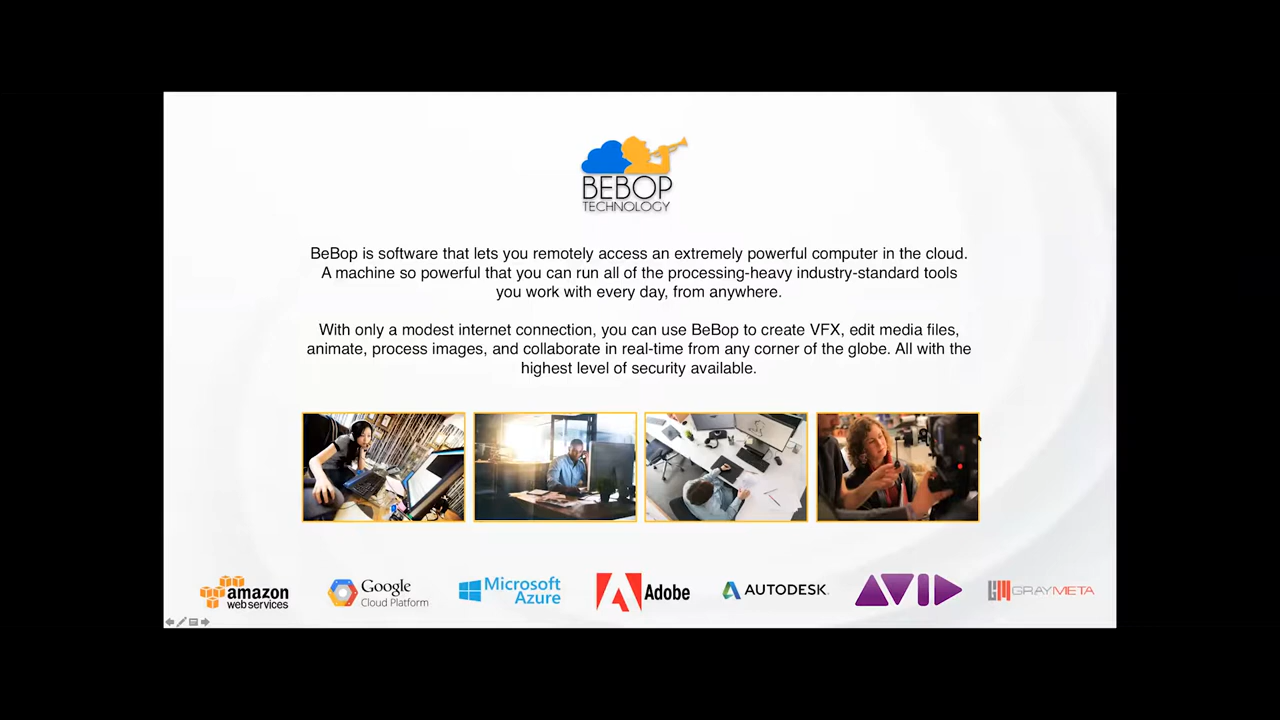 BEBOP
TECHNOLOGY
BeBop is software that lets you remotely access an extremely powerful computer in the cloud.
A machine so powerful that you can run all of the processing-heavy industry-standard tools
you work with every day, from anywhere.
With only a modest internet connection, you can use BeBop to create VFX, edit media files,
animate, process images, and collaborate in real-time from any corner of the globe. All with the
highest level of security available.
amazon
webservices
Google
Cloud Platform
Microsoft
Azure
Adobe
AUTODESK.
AVID
GRAYMETA